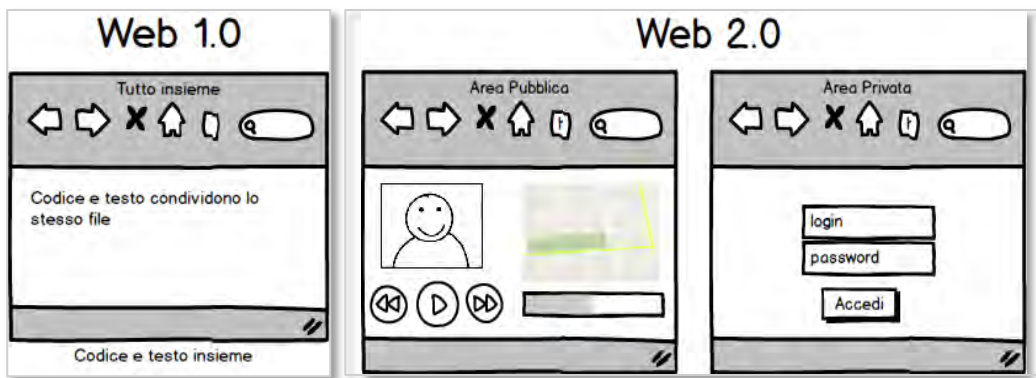 Web 1.0
Tutto insieme
Codice e testo condividono lo
stesso file
Codice e testo insieme
Web 2.0
Area Pubblica
Area Privata
login
password
Accedi